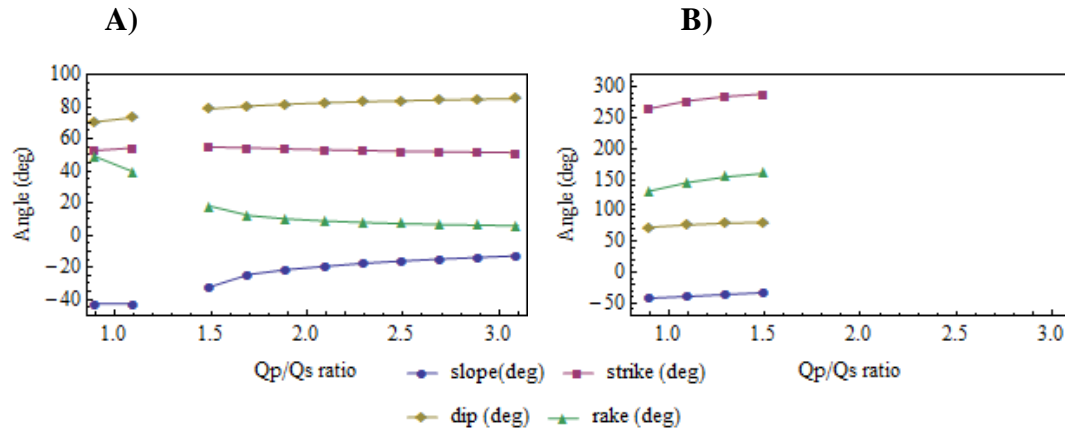 A)
B)
Angle (deg)
100
80
60
40
20
0
−20
−40
1.0 1.5 2.0 2.5 3.0
Qp/Qs ratio
Angle (deg)
300
250
200
150
100
50
0
−50
1.0 1.5 2.0 2.5 3.0
Qp/Qs ratio
slope(deg) strike (deg)
dip (deg) rake (deg)